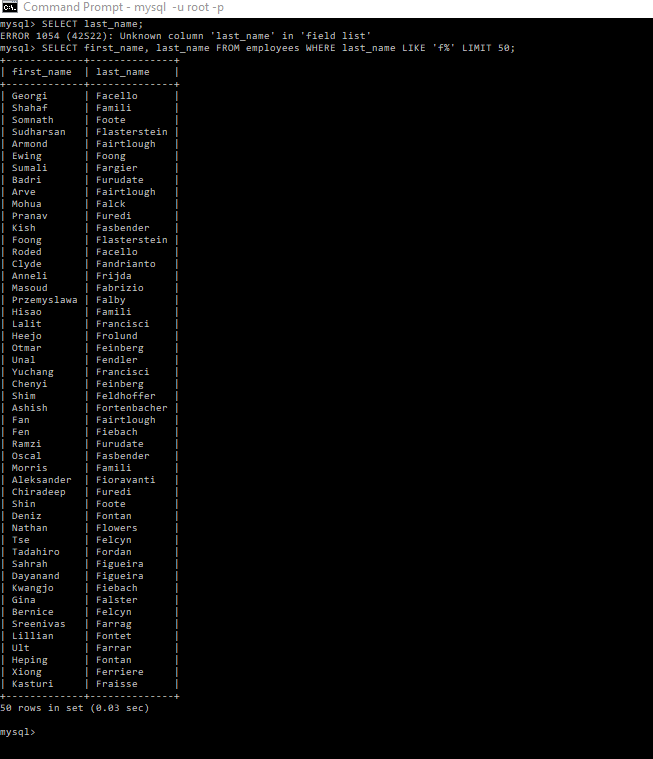 Command Prompt - mysql -u root -p
mysql> SELECT last_name;
ERROR 1054 (42S22): Unknown column 'last_name' in 'field list'
mysql> SELECT first_name, last_name FROM employees WHERE last_name LIKE 'f%' LIMIT 50;
+-------------+--------------+
| first_name | last_name |
+-------------+--------------+
| Georgi | Facello |
| Shahaf | Famili |
| Somnath | Foote |
| Sudharsan | Flasterstein |
| Armond | Fairtlough |
| Ewing | Foong |
| Sumali | Fargier |
| Badri | Furudate |
| Arve | Fairtlough |
| Mohua | Falck |
| Pranav | Furedi |
| Kish | Fasbender |
| Foong | Flasterstein |
| Roded | Facello |
| Clyde | Fandrianto |
| Anneli | Frijda |
| Masoud | Fabrizio |
| Przemyslawa | Falby |
| Hisao | Famili |
| Lalit | Francisci |
| Heejo | Frolund |
| Otmar | Feinberg |
| Unal | Fendler |
| Yuchang | Francisci |
| Chenyi | Feinberg |
| Shim | Feldhoffer |
| Ashish | Fortenbacher |
| Fan | Fairtlough |
| Fen | Fiebach |
| Ramzi | Furudate |
| Oscal | Fasbender |
| Morris | Famili |
| Aleksander | Fioravanti |
| Chiradeep | Furedi |
| Shin | Foote |
| Deniz | Fontan |
| Nathan | Flowers |
| Tse | Felcyn |
| Tadahiro | Fordan |
| Sahrah | Figueira |
| Dayanand | Figueira |
| Kwangjo | Fiebach |
| Gina | Falster |
| Bernice | Felcyn |
| Sreenivas | Farrag |
| Lillian | Fontet |
| Ult | Farrar |
| Heping | Fontan |
| Xiong | Ferriere |
| Kasturi | Fraisse |
+-------------+--------------+
50 rows in set (0.03 sec)
mysql>